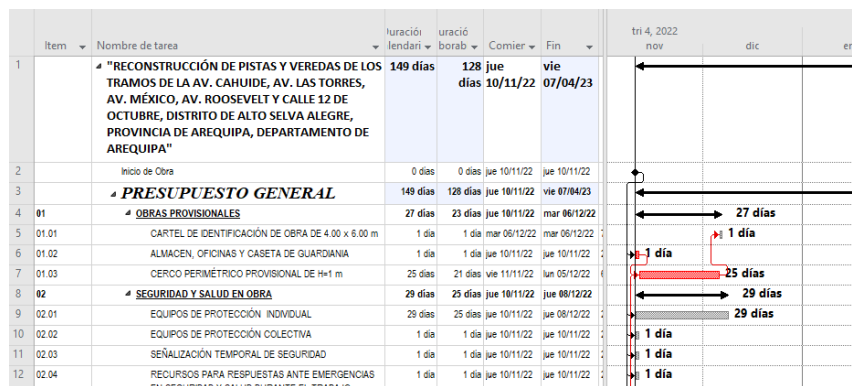 tri 4, 2022
Duración uració
Item Nombre de tarea lendari borab Comier Fin nov dic
1 "RECONSTRUCCIÓN DE PISTAS Y VEREDAS DE LOS 149 días 128 jue vie
TRAMOS DE LA AV. CAHUIDE, AV. LAS TORRES, días 10/11/22 07/04/23
AV. MÉXICO, AV. ROOSEVELT Y CALLE 12 DE
OCTUBRE, DISTRITO DE ALTO SELVA ALEGRE,
PROVINCIA DE AREQUIPA, DEPARTAMENTO DE
AREQUIPA"
2 Inicio de Obra 0 días 0 días jue 10/11/22 jue 10/11/22
3 PRESUPUESTO GENERAL 149 días 128 días jue 10/11/22 vie 07/04/23
4 01 OBRAS PROVISIONALES 27 días 23 días jue 10/11/22 mar 06/12/22 27 días
5 01.01 CARTEL DE IDENTIFICACIÓN DE OBRA DE 4.00 x 6.00 m 1 día 1 día mar 06/12/22 mar 06/12/22 1 día
6 01.02 ALMACEN, OFICINAS Y CASETA DE GUARDIANIA 1 día 1 día jue 10/11/22 jue 10/11/22 1 día
7 01.03 CERCO PERIMÉTRICO PROVISIONAL DE H=1 m 25 días 21 días vie 11/11/22 lun 05/12/22 25 días
8 02 SEGURIDAD Y SALUD EN OBRA 29 días 25 días jue 10/11/22 jue 08/12/22 29 días
9 02.01 EQUIPOS DE PROTECCIÓN INDIVIDUAL 29 días 25 días jue 10/11/22 jue 08/12/22 29 días
10 02.02 EQUIPOS DE PROTECCIÓN COLECTIVA 1 día 1 día jue 10/11/22 jue 10/11/22 1 día
11 02.03 SEÑALIZACIÓN TEMPORAL DE SEGURIDAD 1 día 1 día jue 10/11/22 jue 10/11/22 1 día
12 02.04 RECURSOS PARA RESPUESTAS ANTE EMERGENCIAS 1 día 1 día jue 10/11/22 jue 10/11/22 1 día